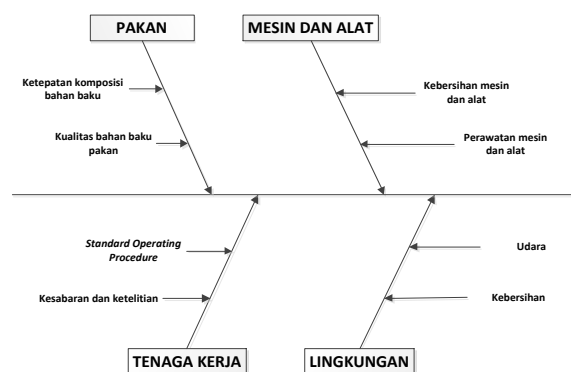 PAKAN
MESIN DAN ALAT
Ketepatan komposisi
bahan baku
Kebersihan mesin
dan alat
Kualitas bahan baku
pakan
Perawatan mesin
dan alat
Standard Operating
Procedure
Udara
Kesabaran dan ketelitian
Kebersihan
TENAGA KERJA
LINGKUNGAN